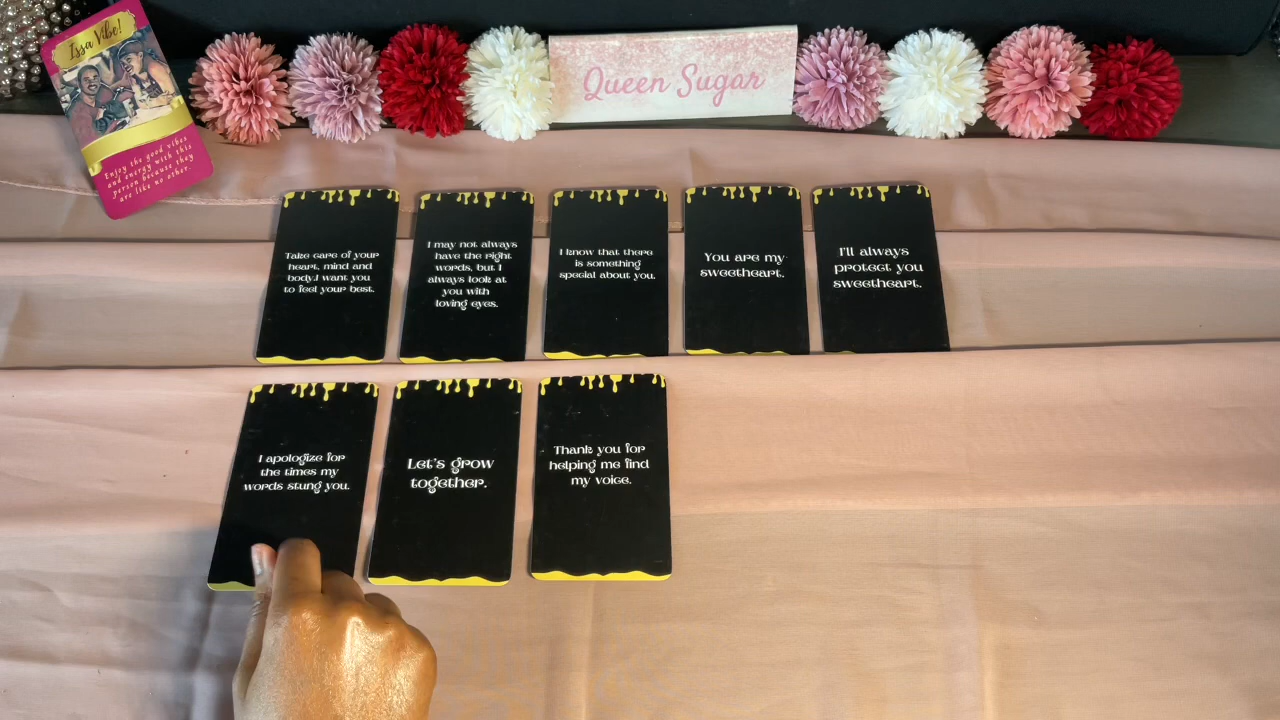 Issa Vibe!
Enjoy the good vibes
and energy with this
person because they
are like no other.
Queen Sugar
Take care of your
heart, mind and
body.I want you
to feel your best.
I may not always
have the right
words, but I
always look at
you with
loving eyes.
I know that there
is something
special about you.
You are my
sweetheart.
I'll always
protect you
sweetheart.
I apologize for
the times my
words stung you.
Let's grow
together.
Thank you for
helping me find
my voice.